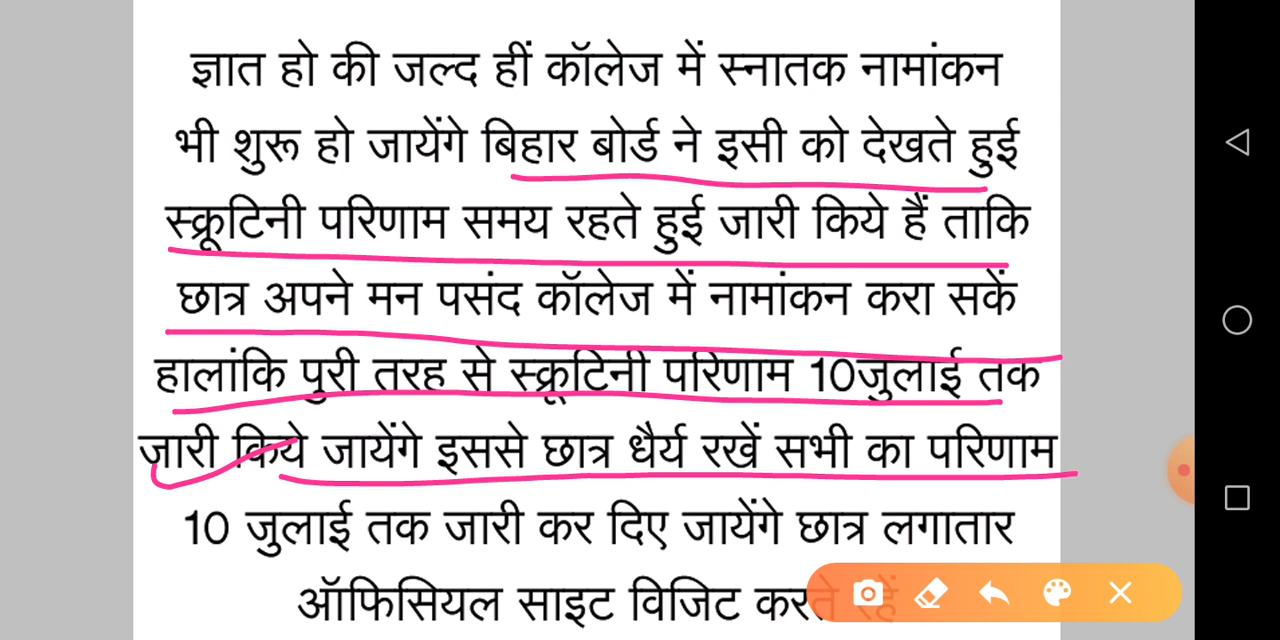 ज्ञात हो की जल्द हीं कॉलेज में स्नातक नामांकन
भी शुरू हो जायेंगे बिहार बोर्ड ने इसी को देखते हुई
स्क्रूटिनी परिणाम समय रहते हुई जारी किये हैं ताकि
छात्र अपने मन पसंद कॉलेज में नामांकन करा सकें
हालांकि पुरी तरह से स्क्रूटिनी परिणाम 10जुलाई तक
जारी किये जायेंगे इससे छात्र धैर्य रखें सभी का परिणाम
10 जुलाई तक जारी कर दिए जायेंगे छात्र लगातार
ऑफिसियल साइट विजिट करते रहें